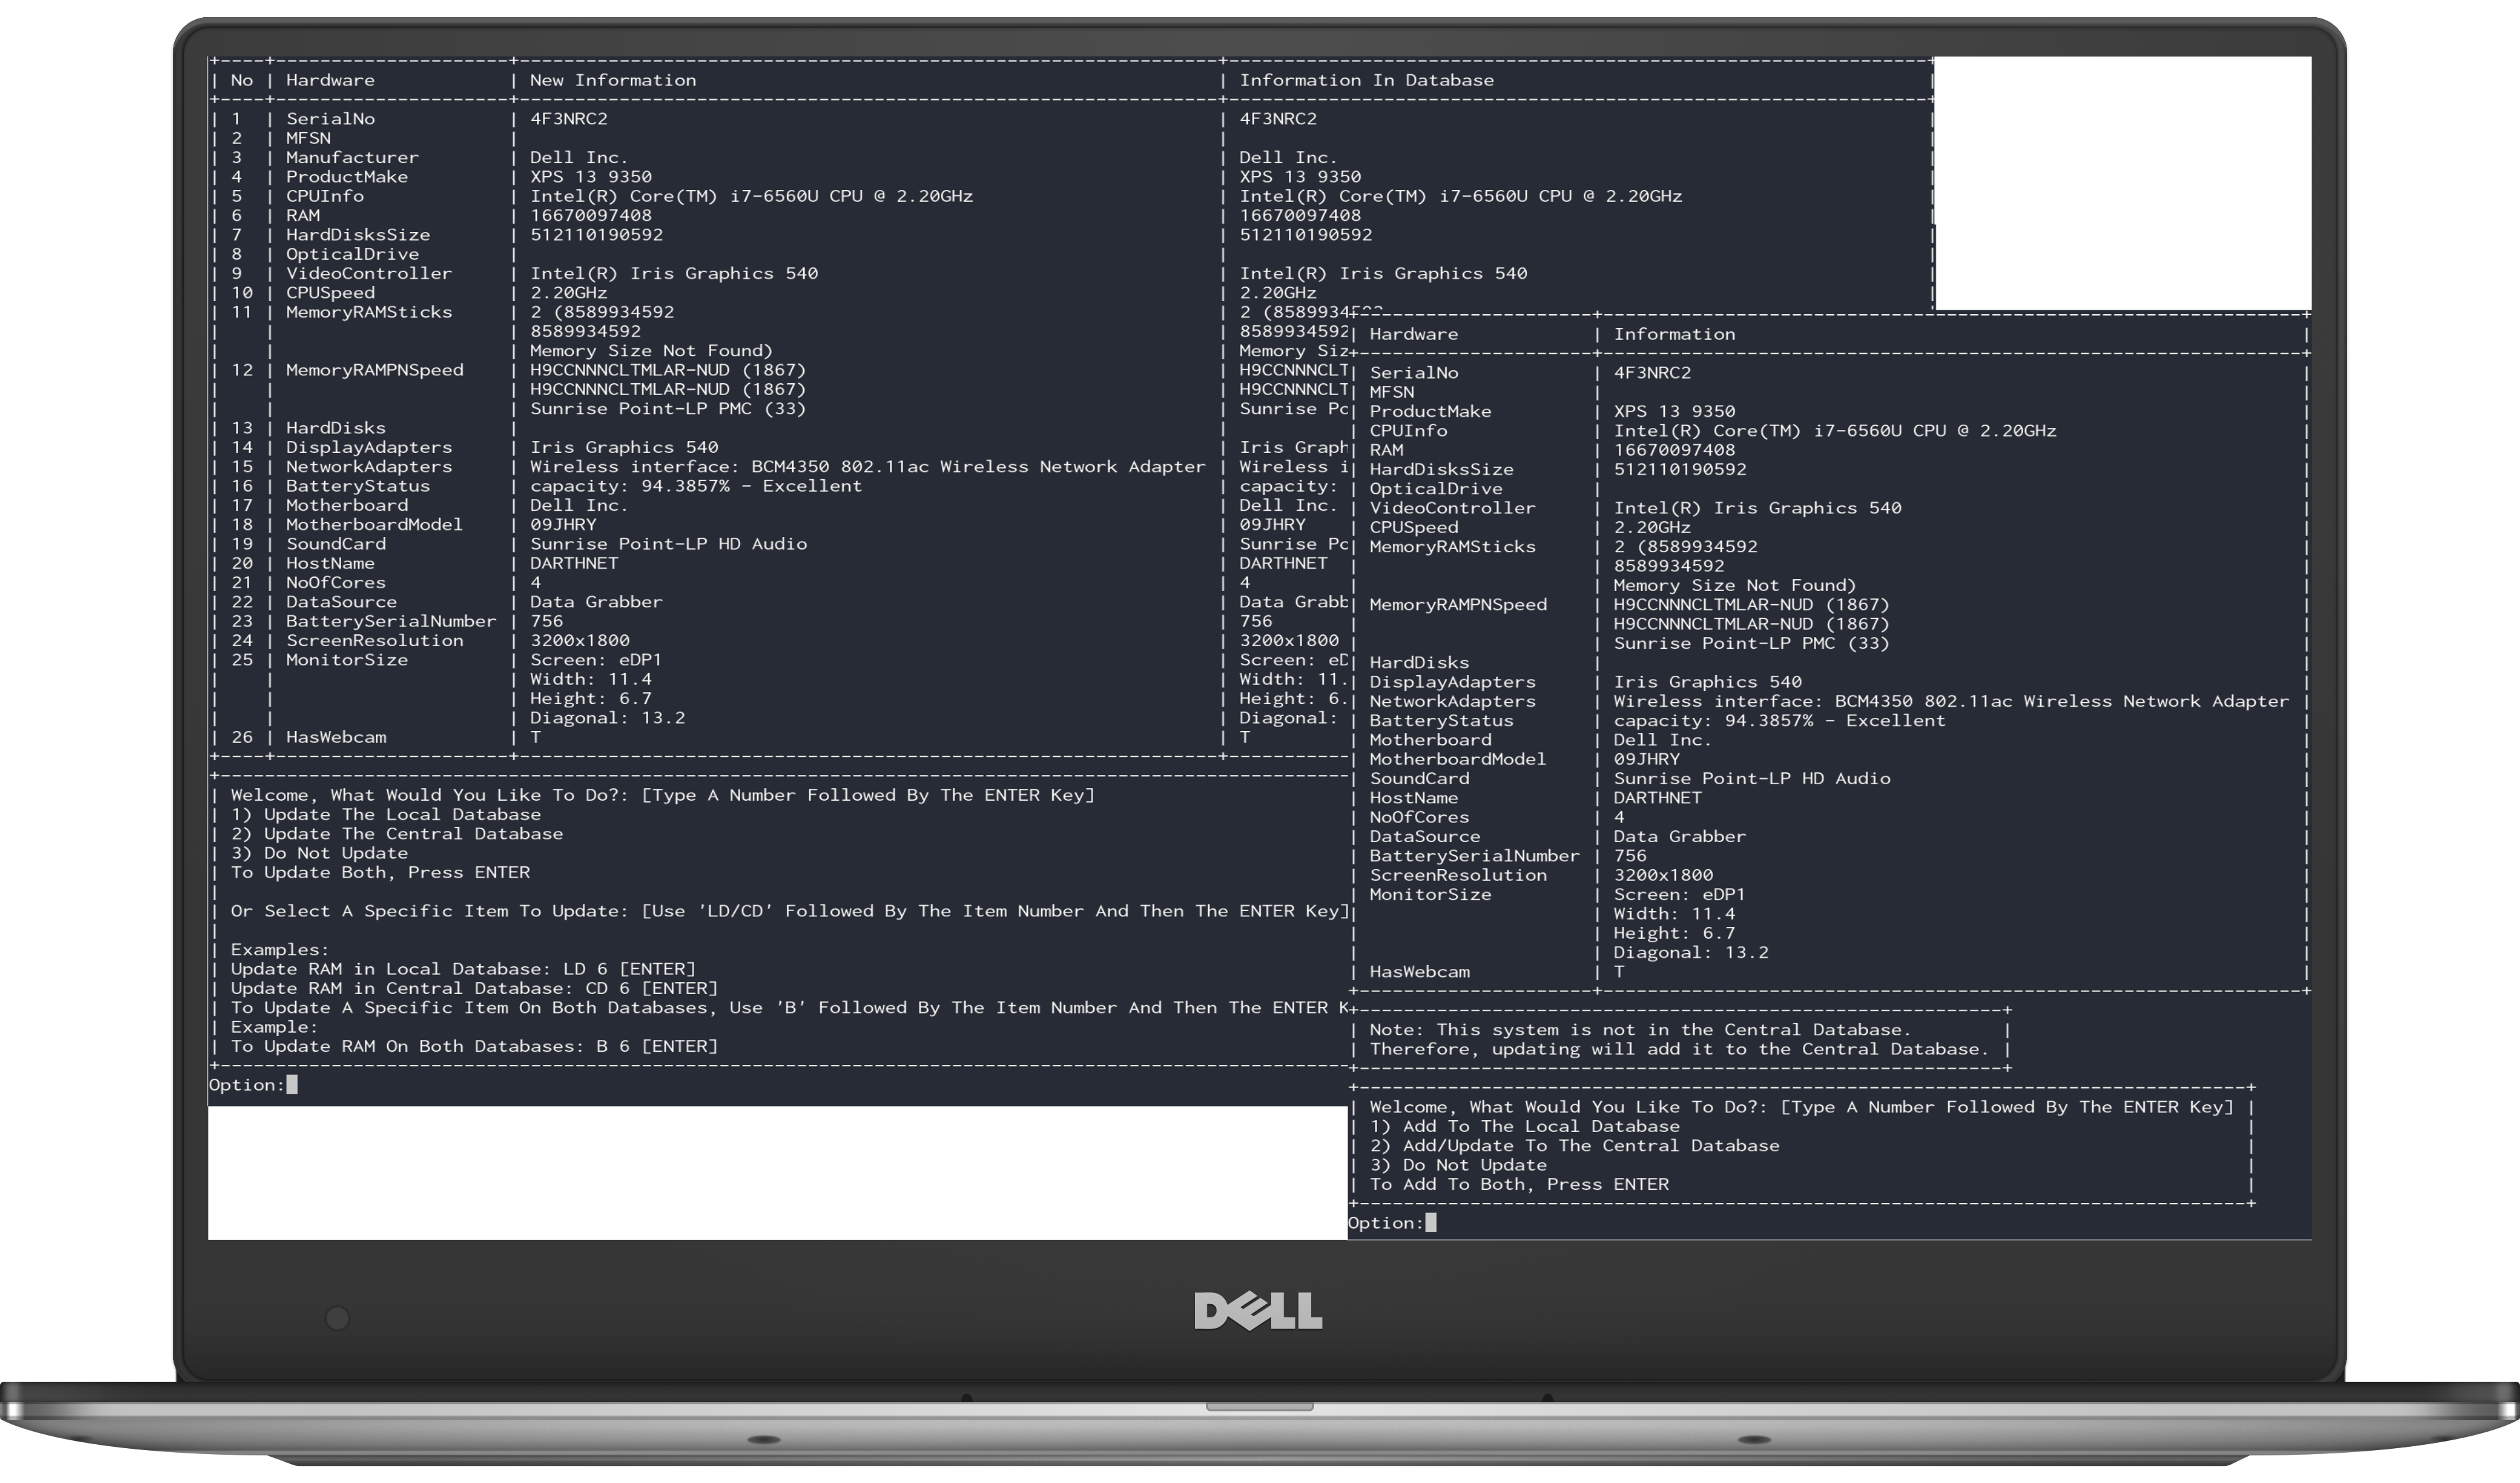 No Hardware New Information Information In Database
1 SerialNo 4F3NRC2 4F3NRC2
2 MFSN
3 Manufacturer Dell Inc. Dell Inc.
4 ProductMake XPS 13 9350 XPS 13 9350
5 CPUInfo Intel(R) Core(TM) i7-6560U CPU @ 2.20GHz Intel(R) Core(TM) i7-6560U CPU @ 2.20GHz
6 RAM 16670097408 16670097408
7 HardDisksSize 512110190592 512110190592
8 OpticalDrive
9 VideoController Intel(R) Iris Graphics 540 Intel(R) Iris Graphics 540
10 CPUSpeed 2.20GHz 2.20GHz
11 MemoryRAMSticks 2 (8589934592 2 (8589934592
8589934592 8589934592
Memory Size Not Found) Memory Siz
12 MemoryRAMPNSpeed H9CCNNNCLTMLAR-NUD (1867) H9CCNNNCLT
H9CCNNNCLTMLAR-NUD (1867) H9CCNNNCLT
Sunrise Point-LP PMC (33) Sunrise Pc
13 HardDisks
14 DisplayAdapters Iris Graphics 540 Iris Graph
15 NetworkAdapters Wireless interface: BCM4350 802.11ac Wireless Network Adapter Wireless i
16 BatteryStatus capacity: 94.3857% - Excellent capacity:
17 Motherboard Dell Inc. Dell Inc.
18 MotherboardModel 09JHRY 09JHRY
19 SoundCard Sunrise Point-LP HD Audio Sunrise Pc
20 HostName DARTHNET DARTHNET
21 NoOfCores 4 4
22 DataSource Data Grabber Data Grabb
23 BatterySerialNumber 756 756
24 ScreenResolution 3200x1800 3200x1800
25 MonitorSize Screen: eDP1 Screen: eD
Width: 11.4 Width: 11.
Height: 6.7 Height: 6.
Diagonal: 13.2 Diagonal:
26 HasWebcam T T
Welcome, What Would You Like To Do?: [Type A Number Followed By The ENTER Key]
1) Update The Local Database
2) Update The Central Database
3) Do Not Update
To Update Both, Press ENTER
Or Select A Specific Item To Update: [Use 'LD/CD' Followed By The Item Number And Then The ENTER Key]
Examples:
Update RAM in Local Database: LD 6 [ENTER]
Update RAM in Central Database: CD 6 [ENTER]
To Update A Specific Item On Both Databases, Use 'B' Followed By The Item Number And Then The ENTER K
Example:
To Update RAM On Both Databases: B 6 [ENTER]
Option:
Hardware Information
SerialNo 4F3NRC2
MFSN
ProductMake XPS 13 9350
CPUInfo Intel(R) Core(TM) i7-6560U CPU @ 2.20GHz
RAM 16670097408
HardDisksSize 512110190592
OpticalDrive
VideoController Intel(R) Iris Graphics 540
CPUSpeed 2.20GHz
MemoryRAMSticks 2 (8589934592
8589934592
Memory Size Not Found)
MemoryRAMPNSpeed H9CCNNNCLTMLAR-NUD (1867)
H9CCNNNCLTMLAR-NUD (1867)
Sunrise Point-LP PMC (33)
HardDisks
DisplayAdapters Iris Graphics 540
NetworkAdapters Wireless interface: BCM4350 802.11ac Wireless Network Adapter
BatteryStatus capacity: 94.3857% - Excellent
Motherboard Dell Inc.
MotherboardModel 09JHRY
SoundCard Sunrise Point-LP HD Audio
HostName DARTHNET
NoOfCores 4
DataSource Data Grabber
BatterySerialNumber 756
ScreenResolution 3200x1800
MonitorSize Screen: eDP1
Width: 11.4
Height: 6.7
Diagonal: 13.2
HasWebcam T
Note: This system is not in the Central Database.
Therefore, updating will add it to the Central Database.
Welcome, What Would You Like To Do?: [Type A Number Followed By The ENTER Key]
1) Add To The Local Database
2) Add/Update To The Central Database
3) Do Not Update
To Add To Both, Press ENTER
Option:
DELL